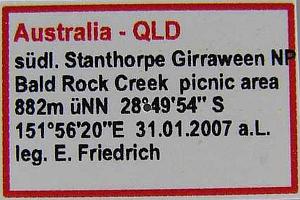 Australia - QLD
südl. Stanthorpe Girraween NP
Bald Rock Creek picnic area
882m üNN 28°49'54" S
151°56'20"E 31.01.2007 a.L.
leg. E. Friedrich